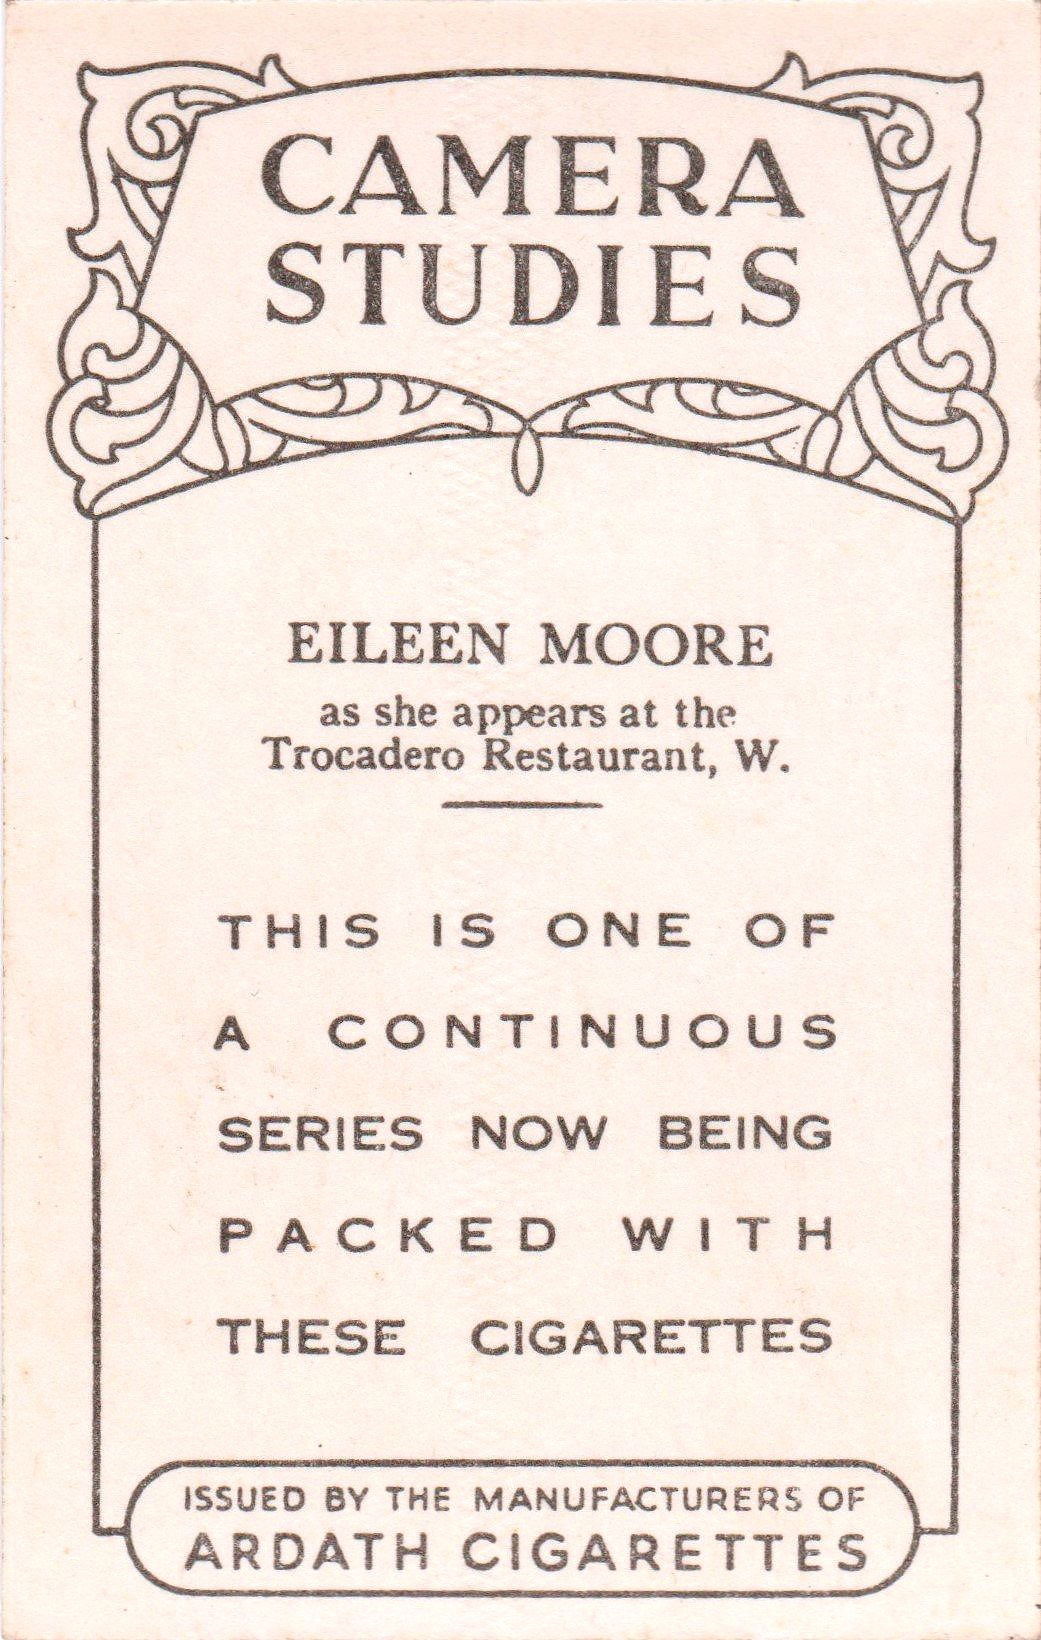 CAMERA
STUDIES
EILEEN MOORE
as she appears at the
Trocadero Restaurant, W.
THIS IS ONE OF
A CONTINUOUS
SERIES NOW BEING
PACKED WITH
THESE CIGARETTES
ISSUED BY THE MANUFACTURERS OF
ARDATH CIGARETTES